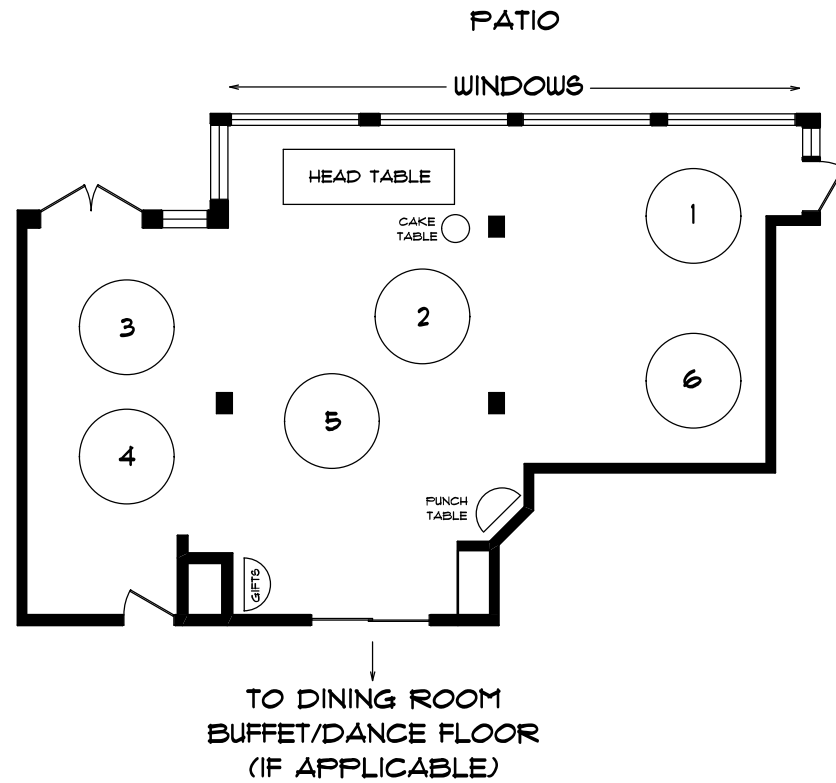 PATIO
WINDOWS
HEAD TABLE
CAKE
TABLE
1
2
3
4
5
6
PUNCH
TABLE
GIFTS
TO DINING ROOM
BUFFET/DANCE FLOOR
(IF APPLICABLE)